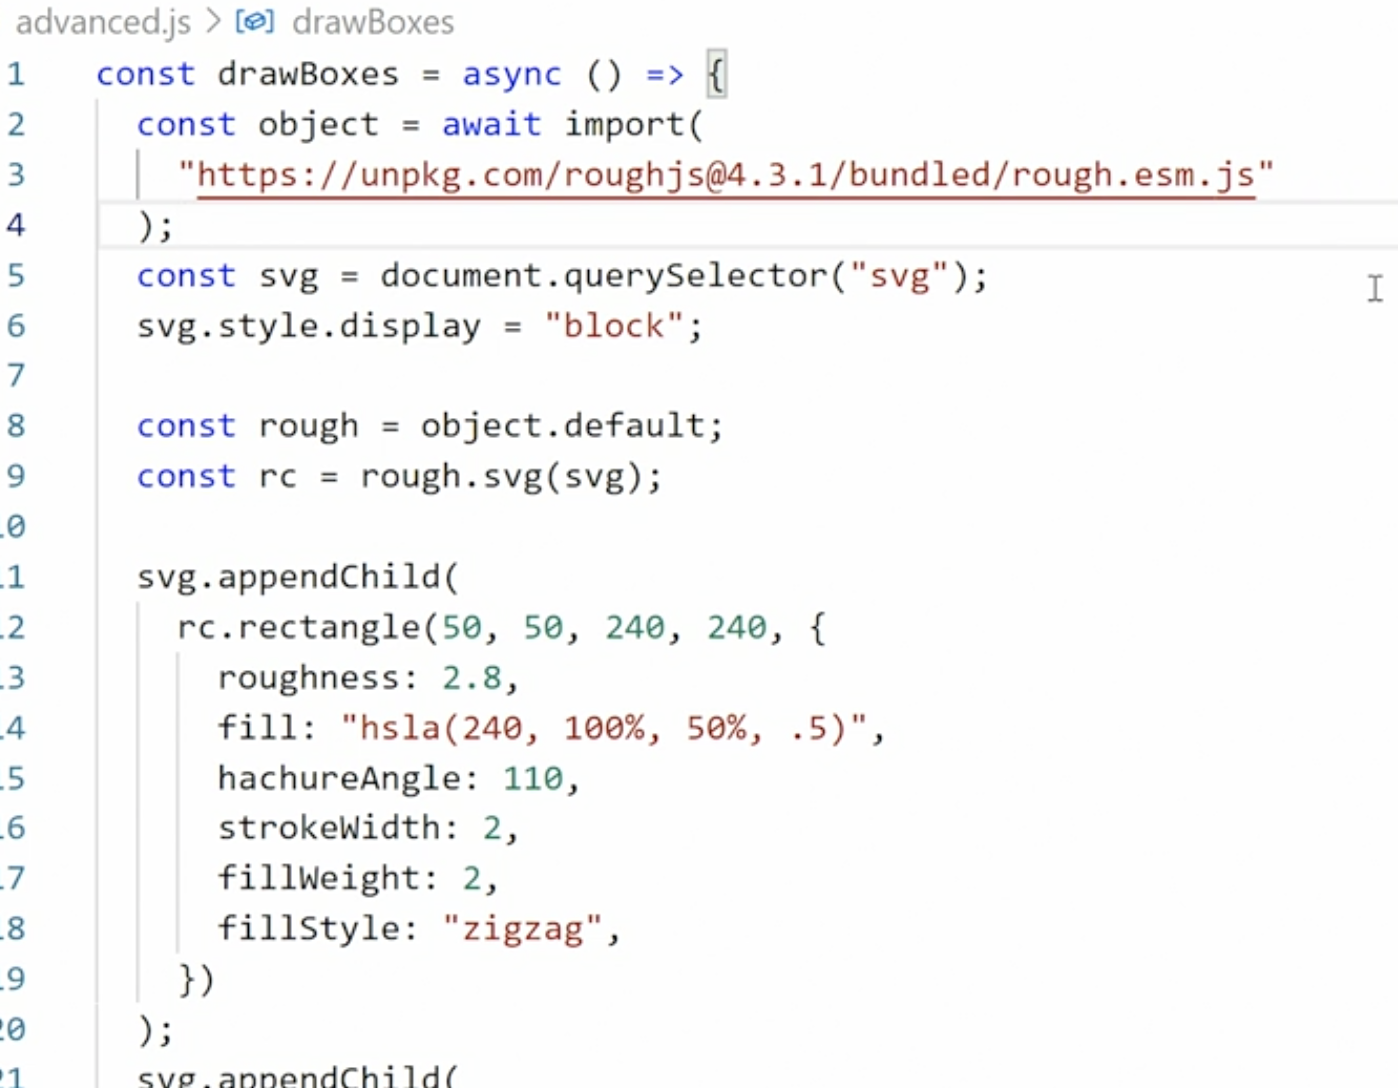 advanced.js > drawBoxes
1 const drawBoxes = async () => {
2 const object = await import(
3 "https://unpkg.com/roughjs@4.3.1/bundled/rough.esm.js"
4 );
5 const svg = document.querySelector("svg");
6 svg.style.display = "block";
7
8 const rough = object.default;
9 const rc = rough.svg(svg);
10
11 svg.appendChild(
12 rc.rectangle(50, 50, 240, 240, {
13 roughness: 2.8,
14 fill: "hsla(240, 100%, 50%, .5)",
15 hachureAngle: 110,
16 strokeWidth: 2,
17 fillWeight: 2,
18 fillStyle: "zigzag",
19 })
20 );
21 svg.appendChild(